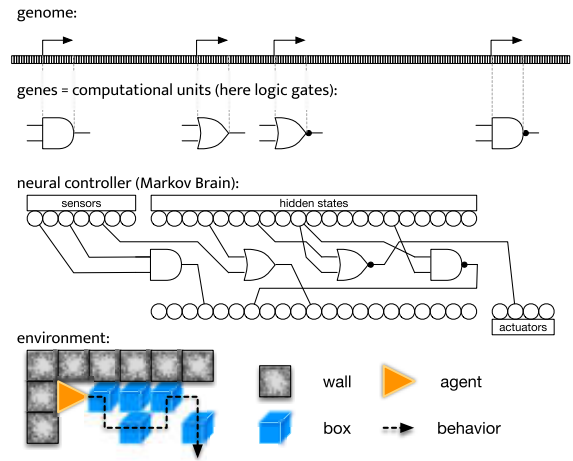 genome:
genes = computational units (here logic gates):
neural controller (Markov Brain):
sensors
hidden states
actuators
environment:
wall
agent
box
behavior